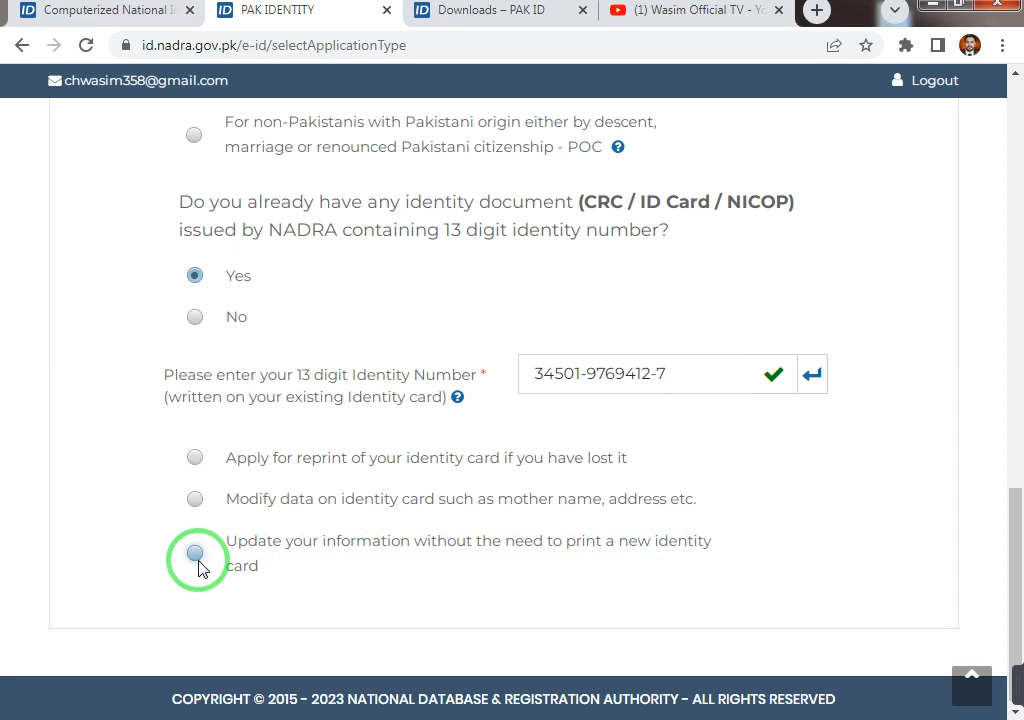 ID Computerized National I
ID PAK IDENTITY
ID Downloads – PAK ID
(1) Wasim Official TV - Yo
id.nadra.gov.pk/e-id/selectApplicationType
chwasim358@gmail.com
Logout
For non-Pakistanis with Pakistani origin either by descent,
marriage or renounced Pakistani citizenship - POC ?
Do you already have any identity document (CRC / ID Card / NICOP)
issued by NADRA containing 13 digit identity number?
Yes
No
Please enter your 13 digit Identity Number *
(written on your existing Identity card) ?
34501-9769412-7
Apply for reprint of your identity card if you have lost it
Modify data on identity card such as mother name, address etc.
Update your information without the need to print a new identity
card
COPYRIGHT © 2015 - 2023 NATIONAL DATABASE & REGISTRATION AUTHORITY - ALL RIGHTS RESERVED